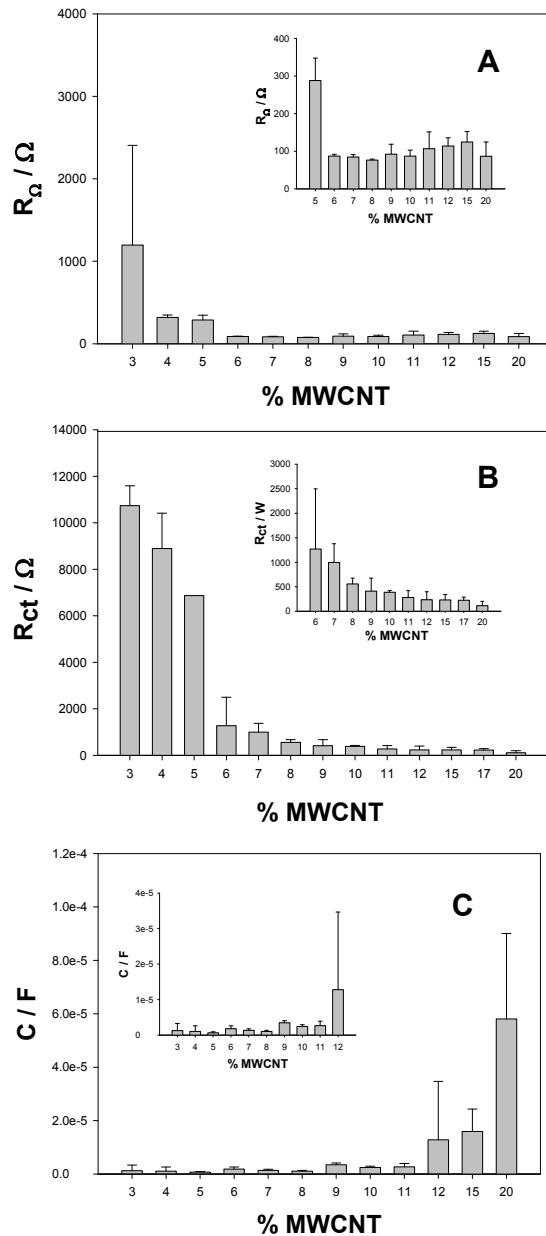 4000
3000
2000
1000
0
R_Ω / Ω
3 4 5 6 7 8 9 10 11 12 15 20
% MWCNT
A
400
300
200
100
0
R_Ω / Ω
5 6 7 8 9 10 11 12 15 20
% MWCNT
14000
12000
10000
8000
6000
4000
2000
0
Rct / Ω
3 4 5 6 7 8 9 10 11 12 15 17 20
% MWCNT
B
3000
2500
2000
1500
1000
500
0
Rct / W
6 7 8 9 10 11 12 15 17 20
% MWCNT
1.2e-4
1.0e-4
8.0e-5
6.0e-5
4.0e-5
2.0e-5
0.0
C / F
3 4 5 6 7 8 9 10 11 12 15 20
% MWCNT
C
4e-5
3e-5
2e-5
1e-5
0
C / F
3 4 5 6 7 8 9 10 11 12
% MWCNT